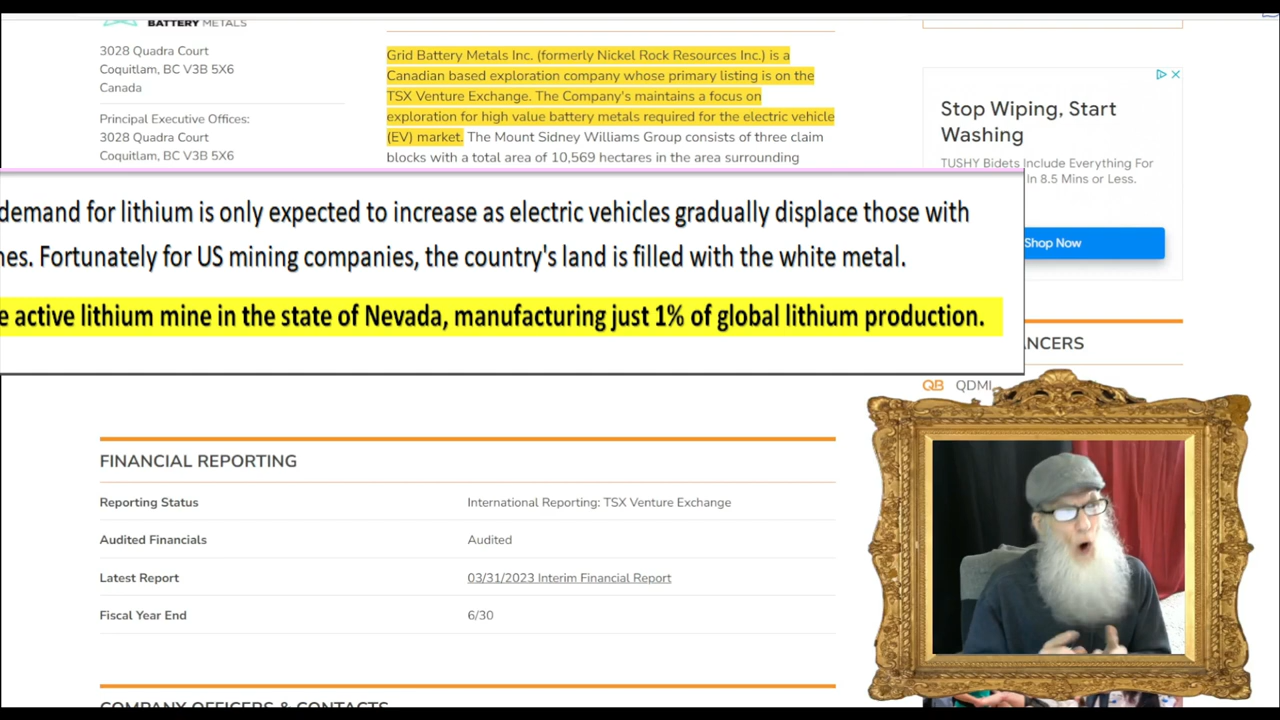 BATTERY METALS
3028 Quadra Court
Coquitlam, BC V3B 5X6
Canada
Principal Executive Offices:
3028 Quadra Court
Coquitlam, BC V3B 5X6
Grid Battery Metals Inc. (formerly Nickel Rock Resources Inc.) is a
Canadian based exploration company whose primary listing is on the
TSX Venture Exchange. The Company's maintains a focus on
exploration for high value battery metals required for the electric vehicle
(EV) market. The Mount Sidney Williams Group consists of three claim
blocks with a total area of 10,569 hectares in the area surrounding
Stop Wiping, Start
Washing
TUSHY Bidets Include Everything For
In 8.5 Mins or Less.
Shop Now
demand for lithium is only expected to increase as electric vehicles gradually displace those with
nes. Fortunately for US mining companies, the country's land is filled with the white metal.
e active lithium mine in the state of Nevada, manufacturing just 1% of global lithium production.
ANCERS
QB QDMI
FINANCIAL REPORTING
Reporting Status International Reporting: TSX Venture Exchange
Audited Financials Audited
Latest Report 03/31/2023 Interim Financial Report
Fiscal Year End 6/30
COMPANY OFFICERS & CONTACTS